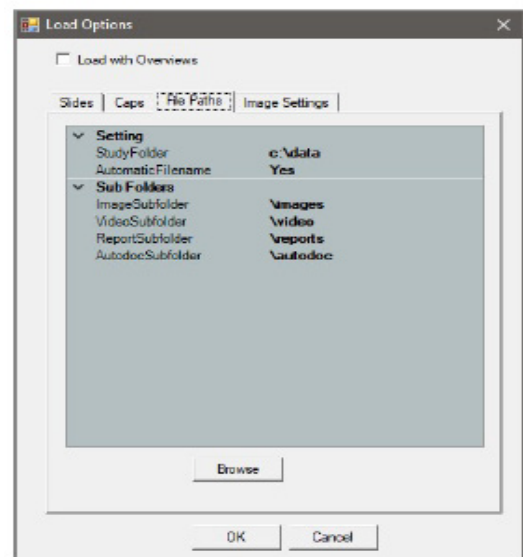 Load Options
Load with Overviews
Slides Caps File Paths Image Settings
Setting
StudyFolder c:\data
AutomaticFilename Yes
Sub Folders
ImageSubfolder \images
VideoSubfolder \video
ReportSubfolder \reports
AutodocSubfolder \autodoc
Browse
OK Cancel